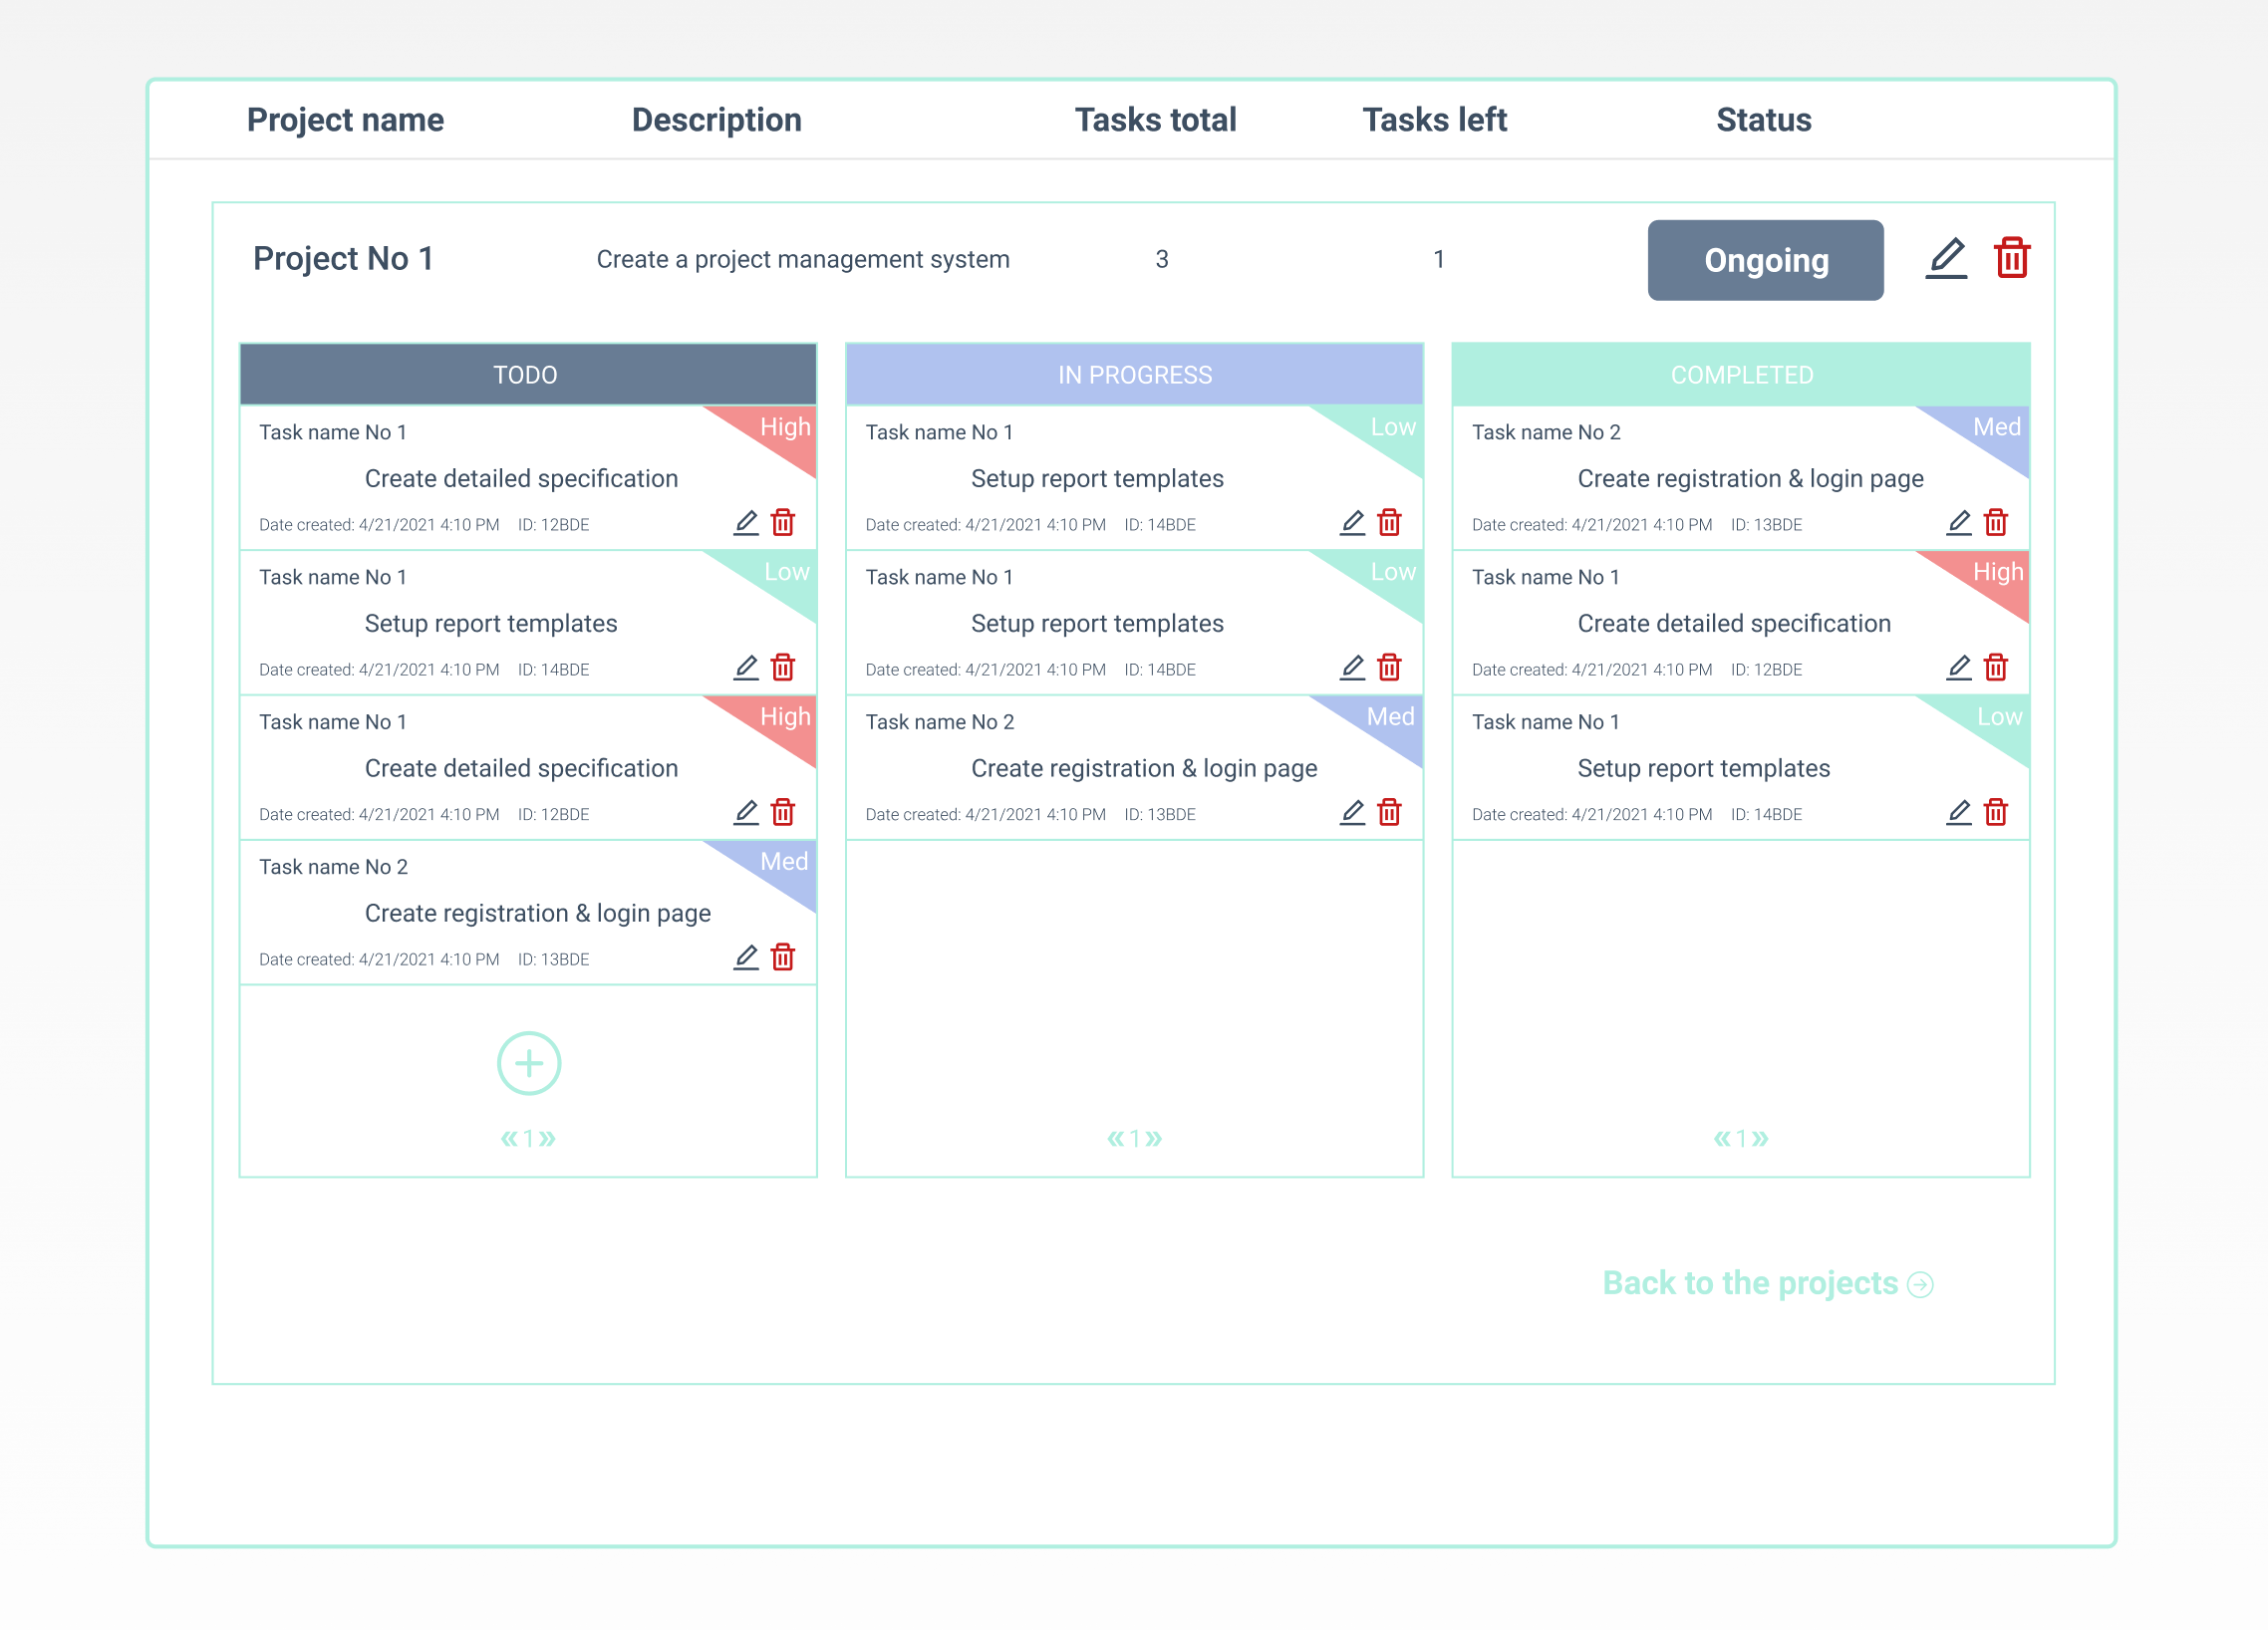 Project name Description Tasks total Tasks left Status
Project No 1 Create a project management system 3 1 Ongoing
TODO
Task name No 1 High
Create detailed specification
Date created: 4/21/2021 4:10 PM ID: 12BDE
Task name No 1 Low
Setup report templates
Date created: 4/21/2021 4:10 PM ID: 14BDE
Task name No 1 High
Create detailed specification
Date created: 4/21/2021 4:10 PM ID: 12BDE
Task name No 2 Med
Create registration & login page
Date created: 4/21/2021 4:10 PM ID: 13BDE
«1»
IN PROGRESS
Task name No 1 Low
Setup report templates
Date created: 4/21/2021 4:10 PM ID: 14BDE
Task name No 1 Low
Setup report templates
Date created: 4/21/2021 4:10 PM ID: 14BDE
Task name No 2 Med
Create registration & login page
Date created: 4/21/2021 4:10 PM ID: 13BDE
«1»
COMPLETED
Task name No 2 Med
Create registration & login page
Date created: 4/21/2021 4:10 PM ID: 13BDE
Task name No 1 High
Create detailed specification
Date created: 4/21/2021 4:10 PM ID: 12BDE
Task name No 1 Low
Setup report templates
Date created: 4/21/2021 4:10 PM ID: 14BDE
«1»
Back to the projects